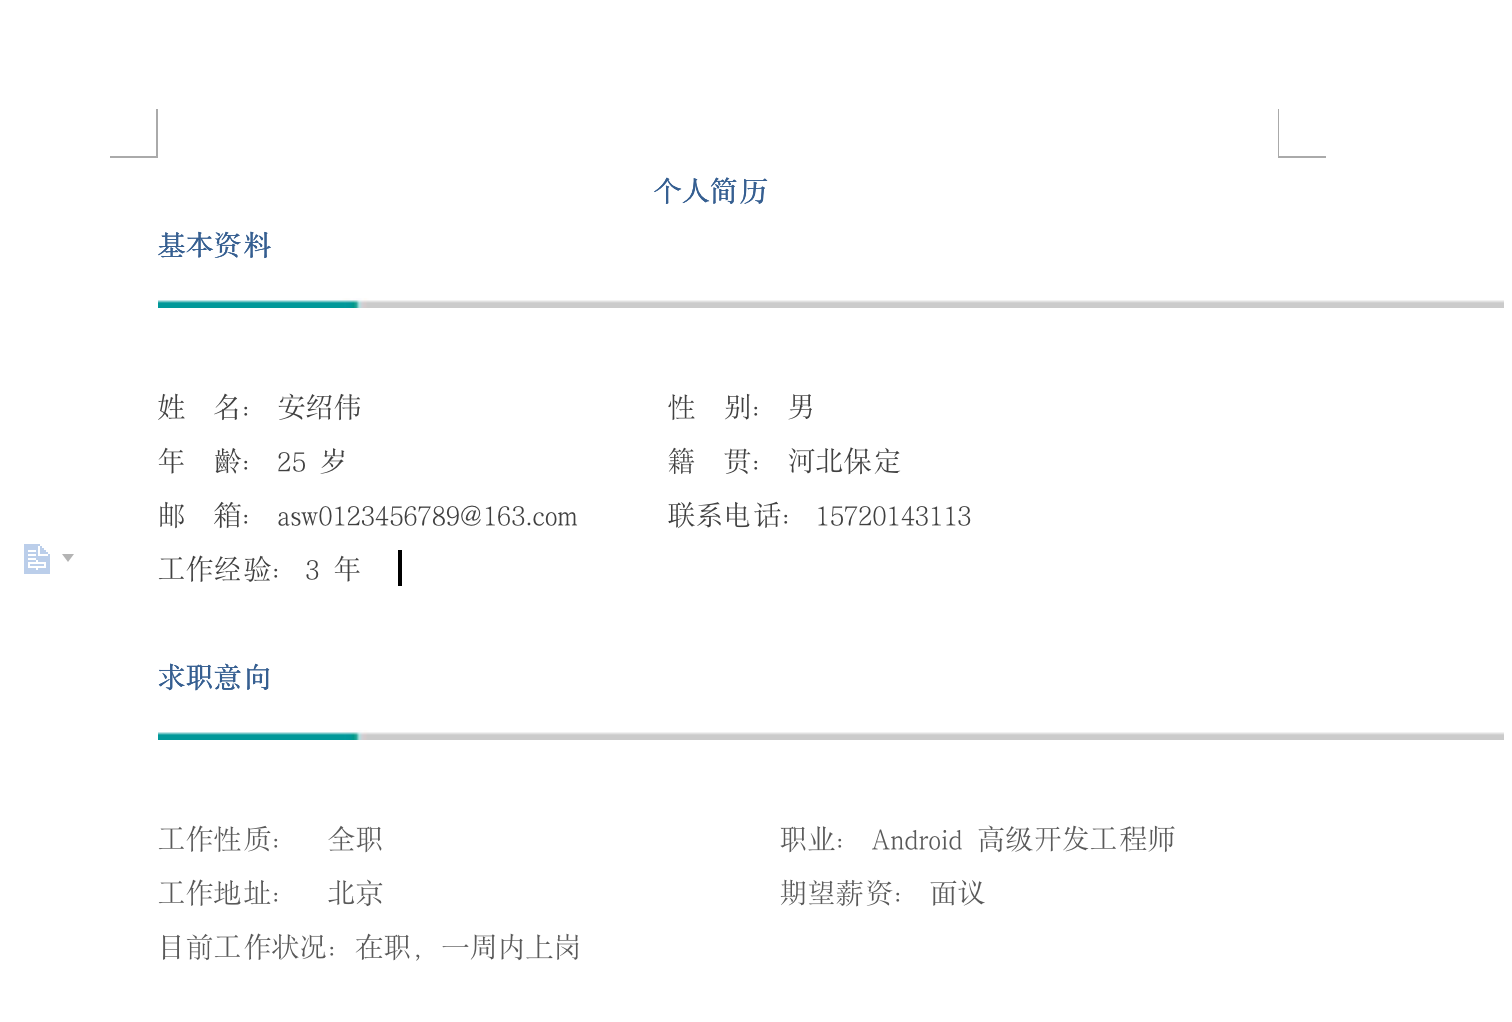 个人简历
基本资料
姓 名： 安绍伟 性 别： 男
年 龄： 25 岁 籍 贯： 河北保定
邮 箱： asw0123456789@163.com 联系电话： 15720143113
工作经验： 3 年
求职意向
工作性质： 全职 职业： Android 高级开发工程师
工作地址： 北京 期望薪资： 面议
目前工作状况：在职，一周内上岗